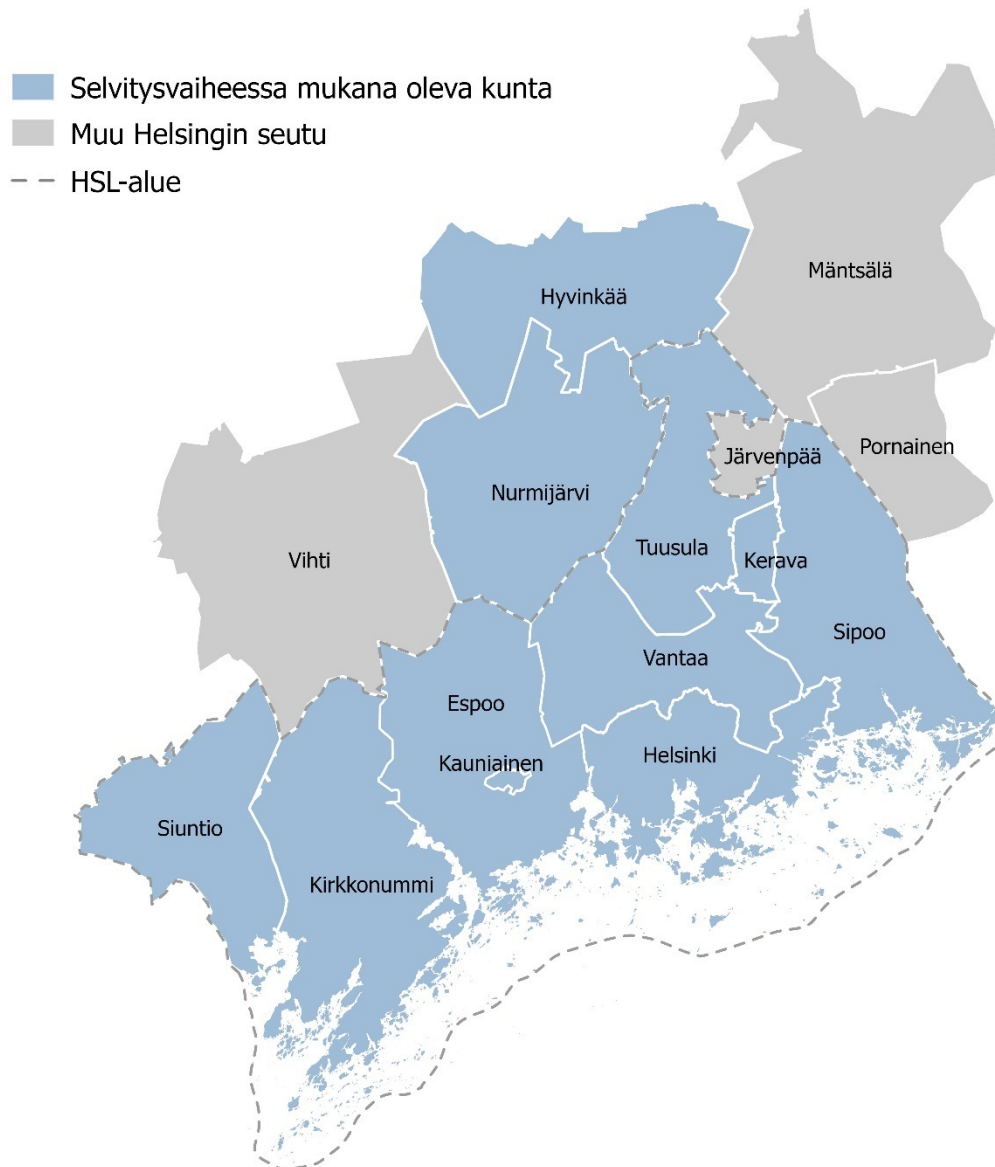 Selvitysvaiheessa mukana oleva kunta
Muu Helsingin seutu
HSL-alue
Mäntsälä
Hyvinkää
Pornainen
Järvenpää
Nurmijärvi
Tuusula
Kerava
Vihti
Sipoo
Vantaa
Espoo
Helsinki
Kauniainen
Siuntio
Kirkkonummi